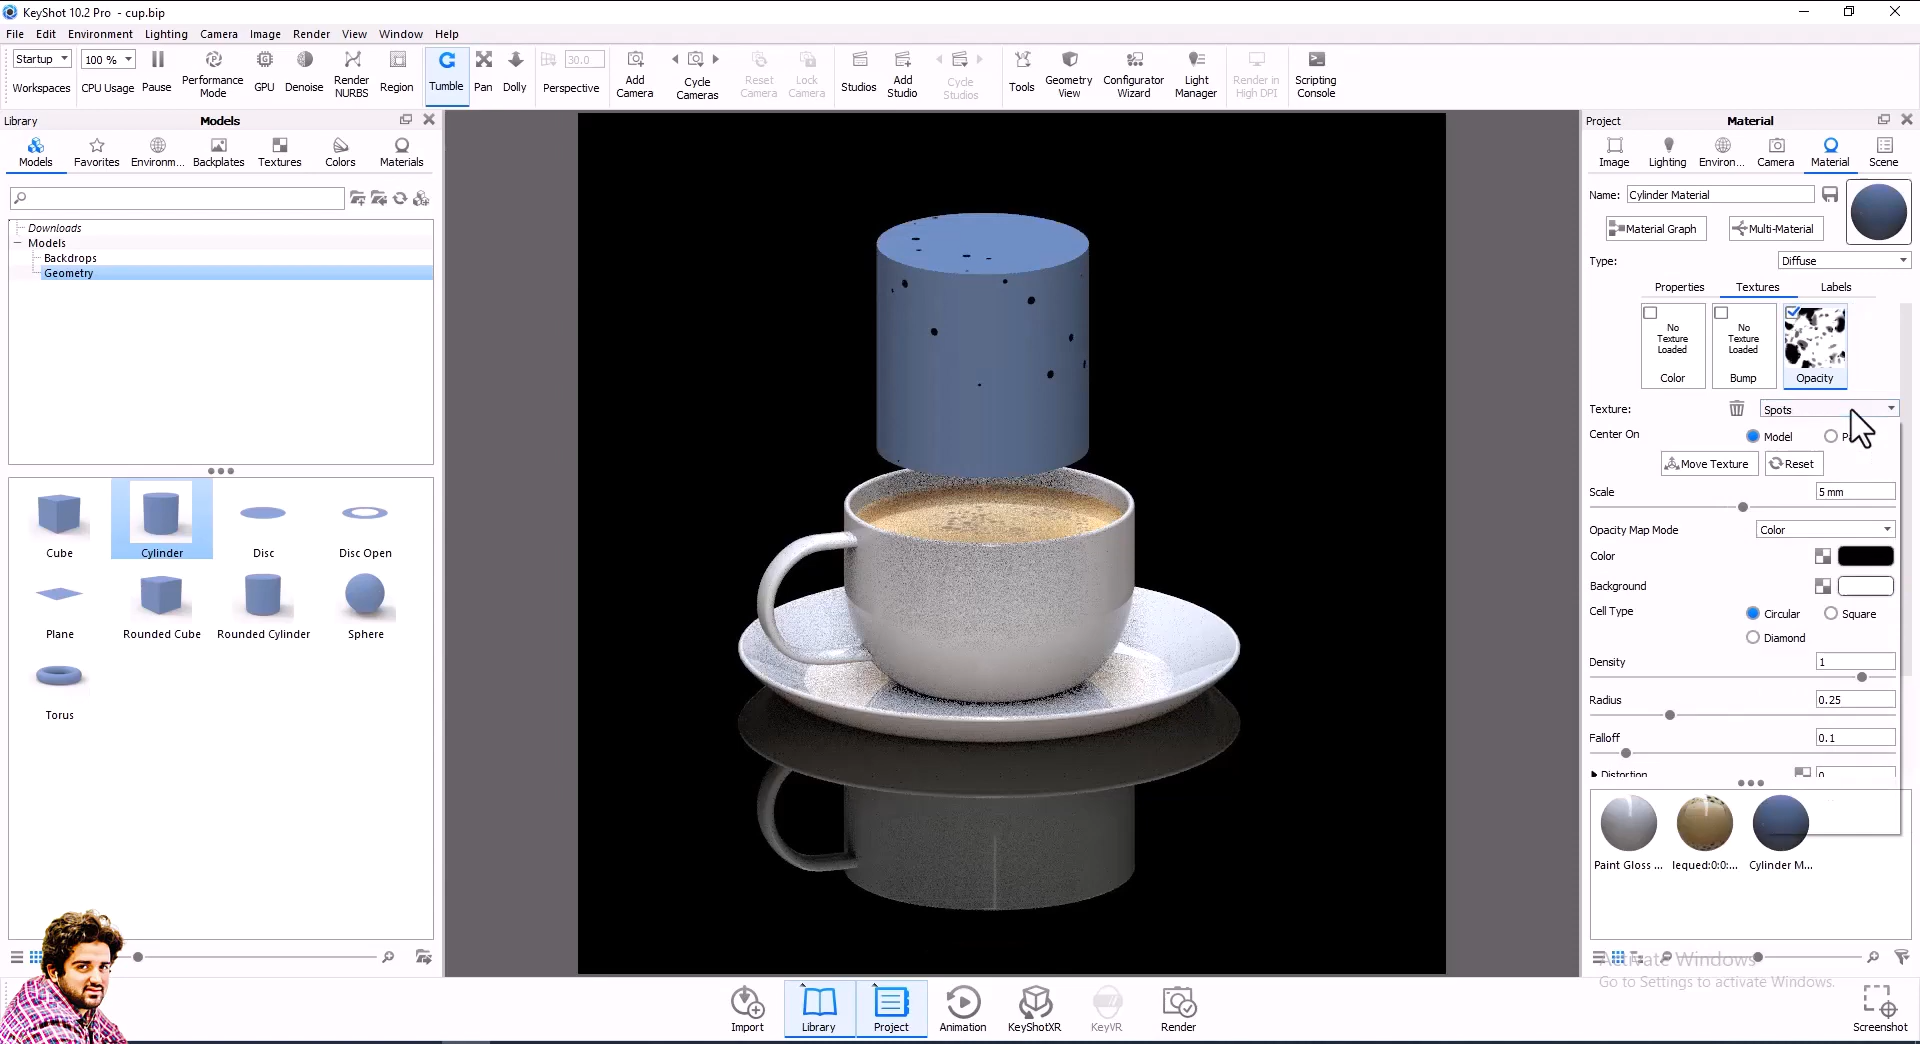 KeyShot 10.2 Pro - cup.bip
File Edit Environment Lighting Camera Image Render View Window Help
Startup 100 % 30.0
Workspaces CPU Usage Pause Performance Mode GPU Denoise Render NURBS Region Tumble Pan Dolly Perspective Add Camera Cycle Cameras Reset Camera Lock Camera Studios Add Studio Cycle Studios Tools Geometry View Configurator Wizard Light Manager Render in High DPI Scripting Console
Library Models
Models Favorites Environm... Backplates Textures Colors Materials
Downloads
Models
Backdrops
Geometry
Cube Cylinder Disc Disc Open
Plane Rounded Cube Rounded Cylinder Sphere
Torus
Project Material
Image Lighting Environ... Camera Material Scene
Name: Cylinder Material
Material Graph Multi-Material
Type: Diffuse
Properties Textures Labels
No Texture Loaded
No Texture Loaded
Color Bump Opacity
Texture: Spots
Center On Model
Move Texture Reset
Scale 5 mm
Opacity Map Mode Color
Color
Background
Cell Type Circular Square
Diamond
Density 1
Radius 0.25
Falloff 0.1
Distortion 0
Paint Gloss ... lequed:0:0:... Cylinder M...
Activate Windows
Go to Settings to activate Windows.
Import Library Project Animation KeyShotXR KeyVR Render Screenshot